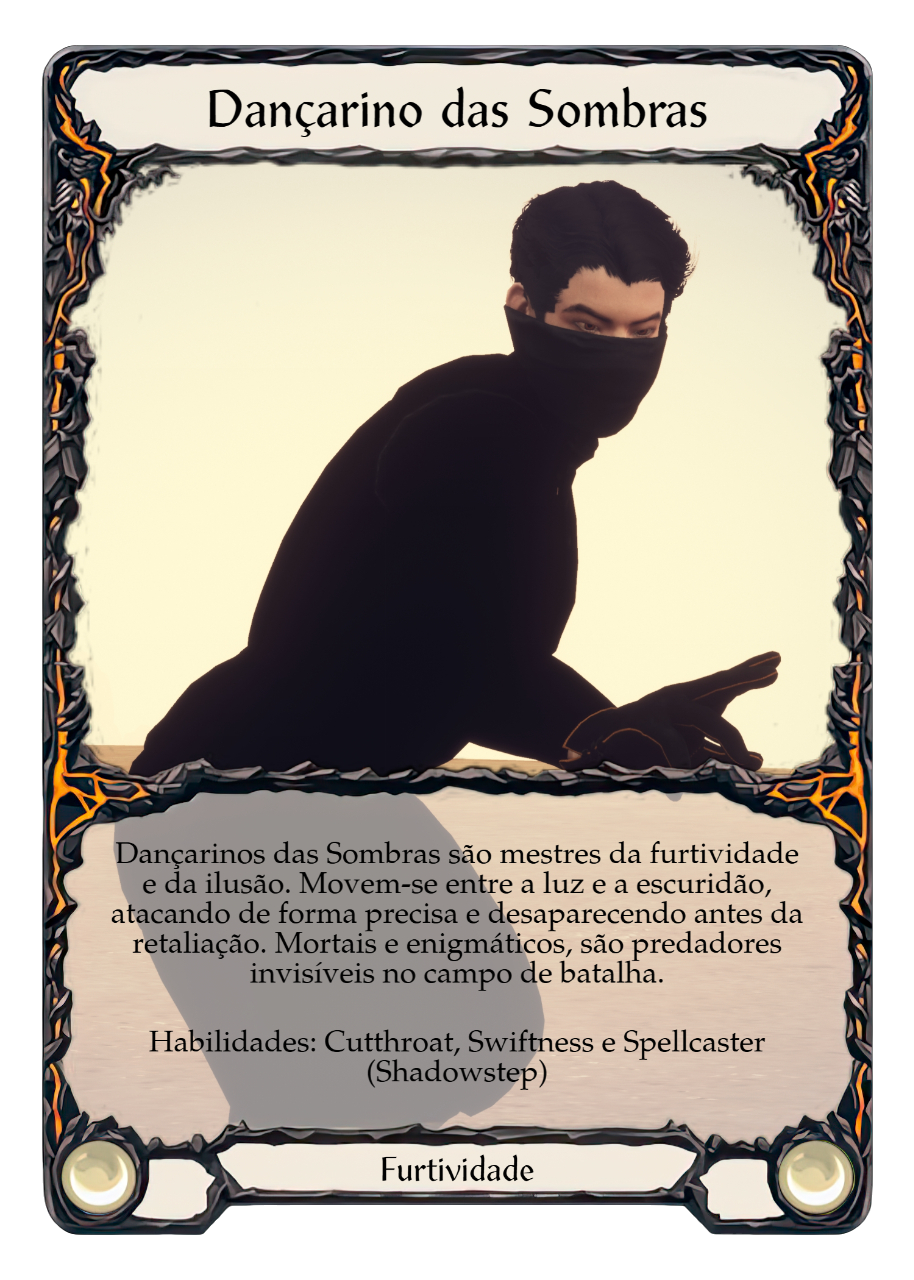 Dançarino das Sombras
Dançarinos das Sombras são mestres da furtividade
e da ilusão. Movem-se entre a luz e a escuridão,
atacando de forma precisa e desaparecendo antes da
retaliação. Mortais e enigmáticos, são predadores
invisíveis no campo de batalha.
Habilidades: Cutthroat, Swiftness e Spellcaster
(Shadowstep)
Furtividade